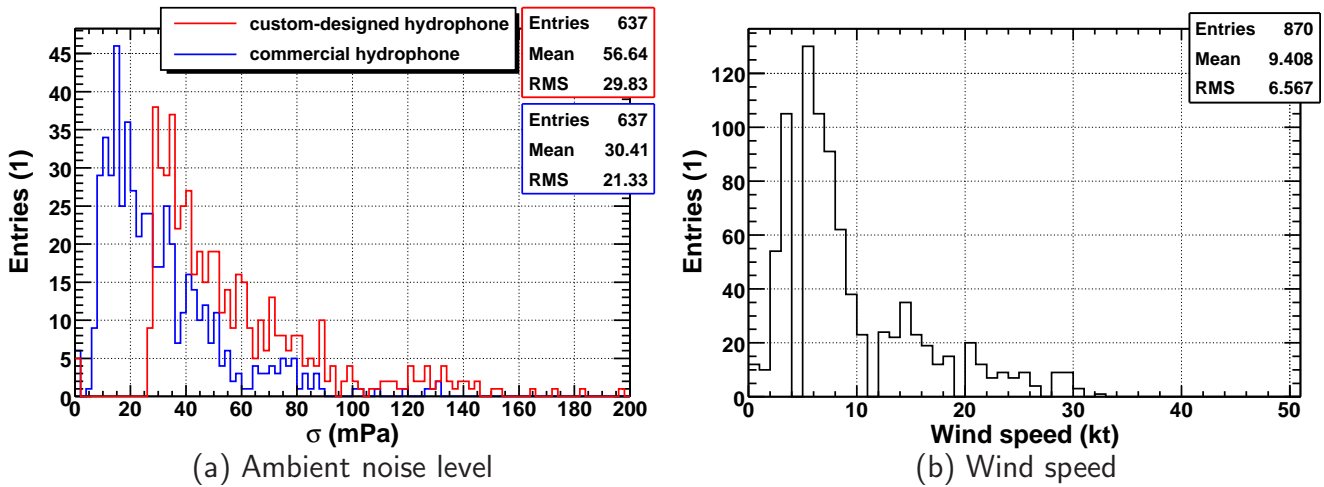 custom-designed hydrophone
commercial hydrophone
Entries 637
Mean 56.64
RMS 29.83
Entries 637
Mean 30.41
RMS 21.33
Entries (1)
45
40
35
30
25
20
15
10
5
0
0 20 40 60 80 100 120 140 160 180 200
σ (mPa)
(a) Ambient noise level
Entries 870
Mean 9.408
RMS 6.567
Entries (1)
120
100
80
60
40
20
0
0 10 20 30 40 50
Wind speed (kt)
(b) Wind speed